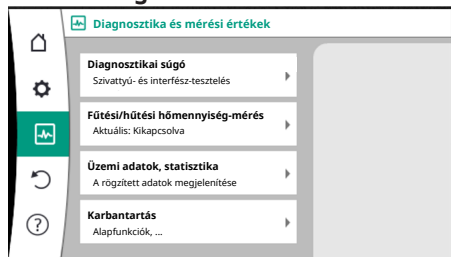 Diagnosztika és mérési értékek
Diagnosztikai súgó
Szivattyú- és interfész-tesztelés
Fűtési/hűtési hőmennyiség-mérés
Aktuális: Kikapcsolva
Üzemi adatok, statisztika
A rögzített adatok megjelenítése
Karbantartás
Alapfunkciók, ...
?